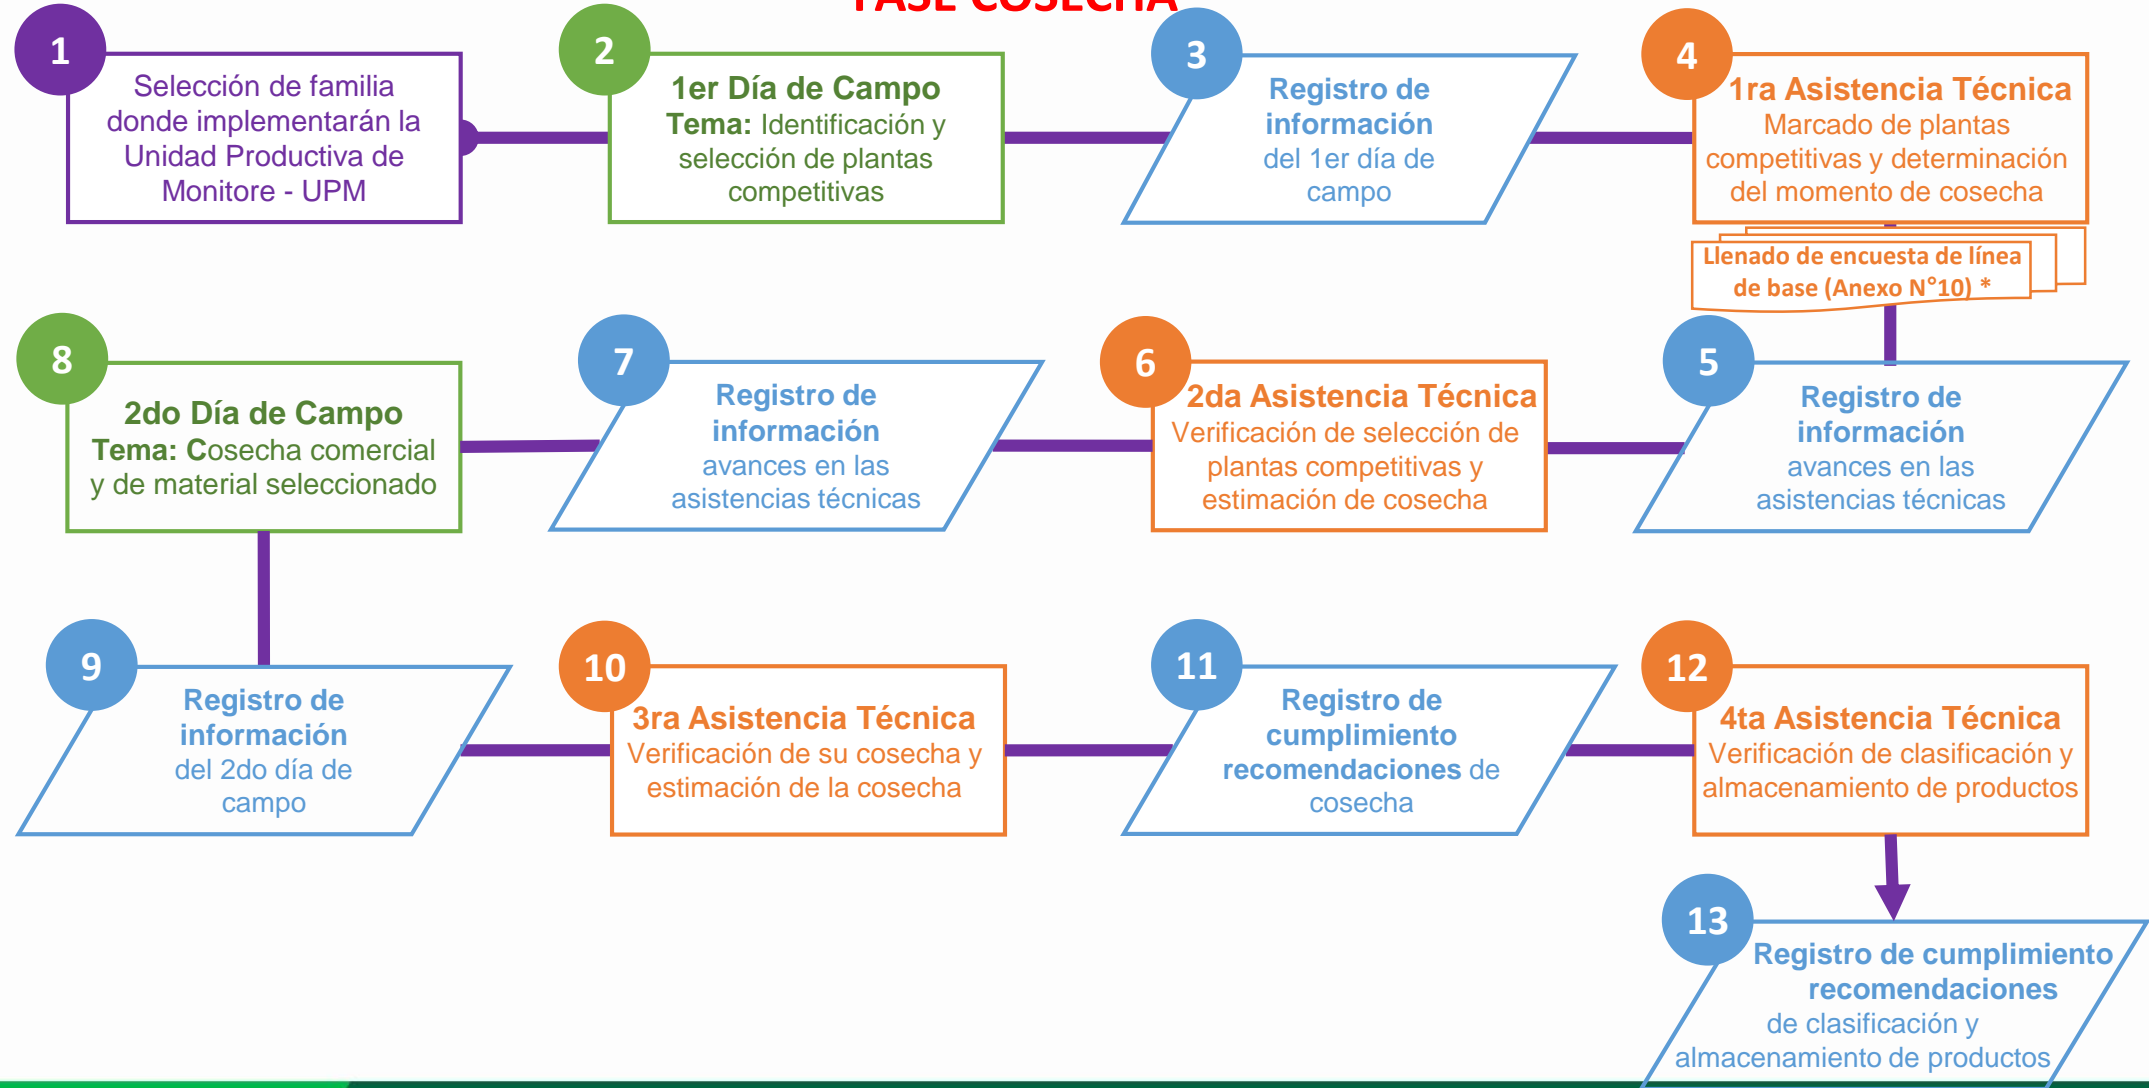 FASE COSECHA
1
Selección de familia
donde implementarán la
Unidad Productiva de
Monitore - UPM
2
1er Día de Campo
Tema: Identificación y
selección de plantas
competitivas
3
Registro de
información
del 1er día de
campo
4
1ra Asistencia Técnica
Marcado de plantas
competitivas y determinación
del momento de cosecha
Llenado de encuesta de línea
de base (Anexo N°10) *
5
Registro de
información
avances en las
asistencias técnicas
6
2da Asistencia Técnica
Verificación de selección de
plantas competitivas y
estimación de cosecha
7
Registro de
información
avances en las
asistencias técnicas
8
2do Día de Campo
Tema: Cosecha comercial
y de material seleccionado
9
Registro de
información
del 2do día de
campo
10
3ra Asistencia Técnica
Verificación de su cosecha y
estimación de la cosecha
11
Registro de
cumplimiento
recomendaciones de
cosecha
12
4ta Asistencia Técnica
Verificación de clasificación y
almacenamiento de productos
13
Registro de cumplimiento
recomendaciones
de clasificación y
almacenamiento de productos